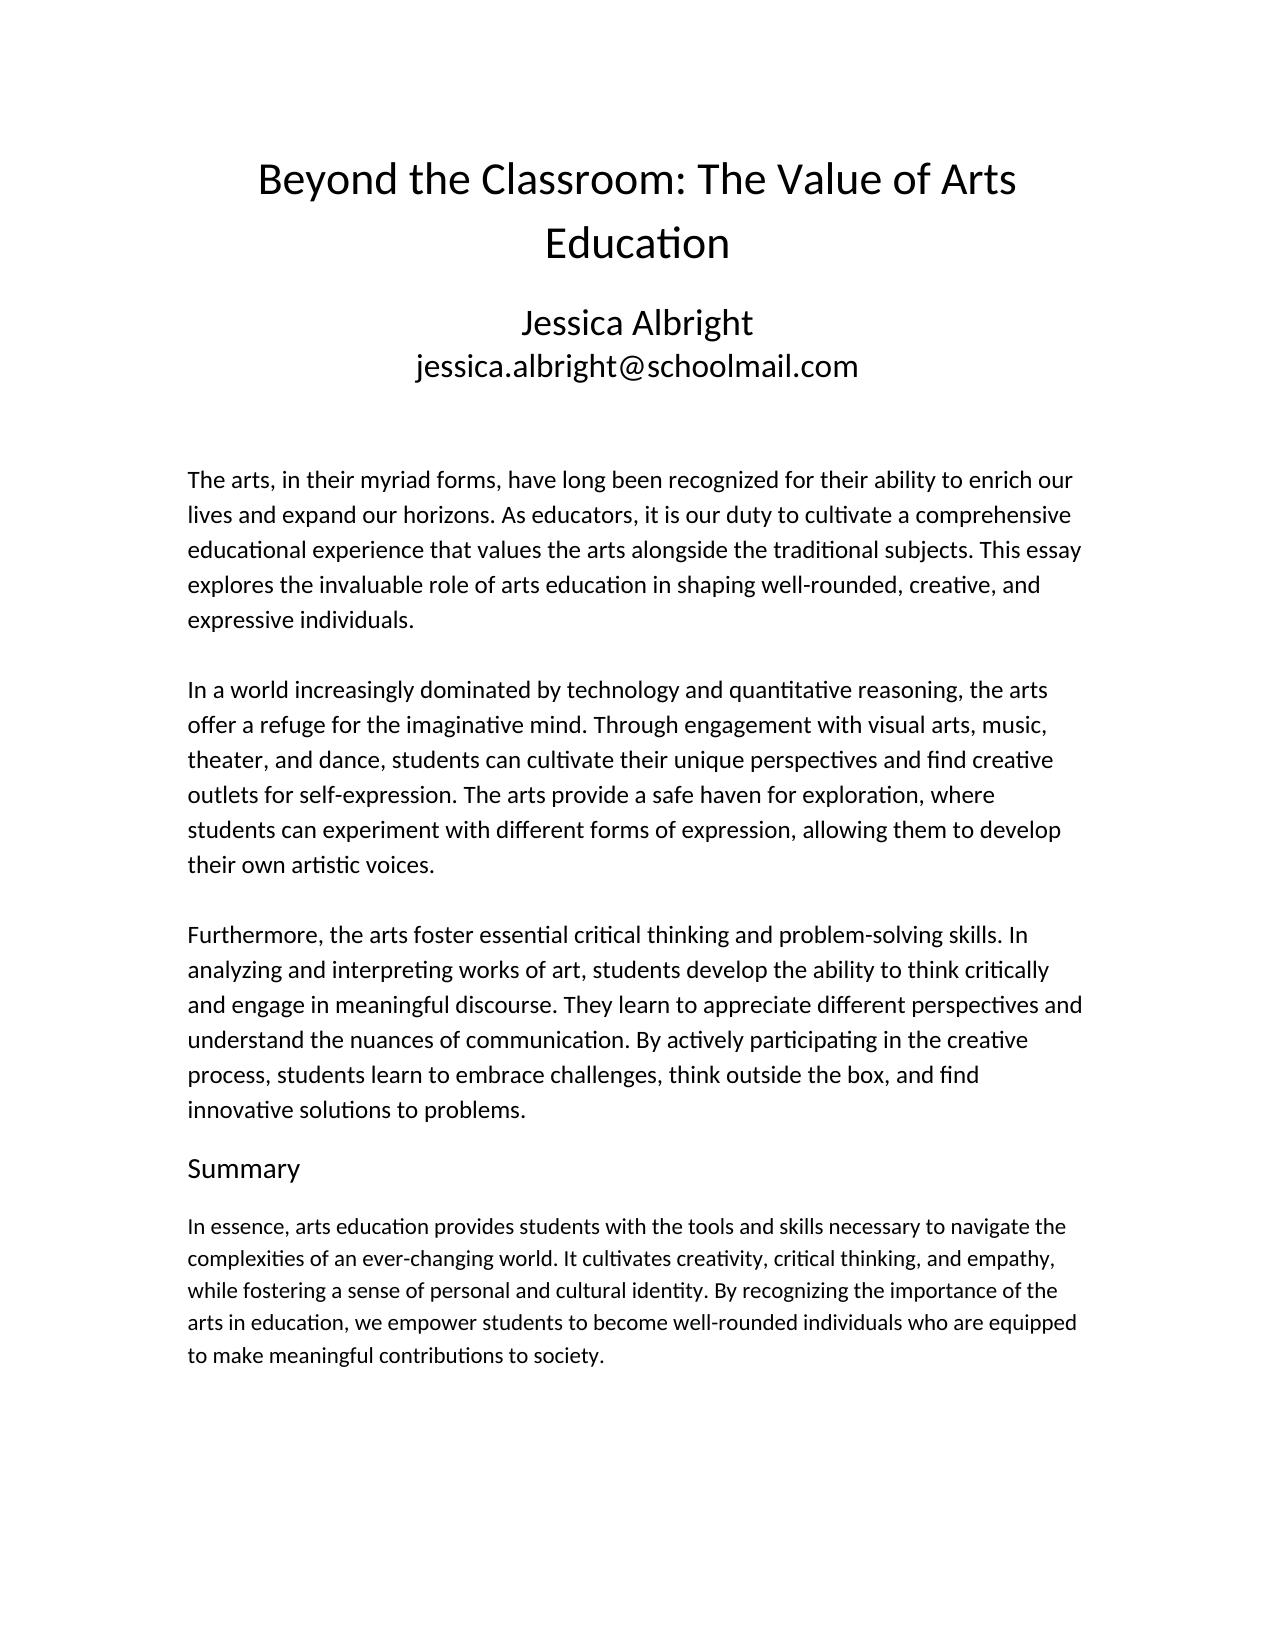 Beyond the Classroom: The Value of Arts
Education
Jessica Albright
jessica.albright@schoolmail.com
The arts, in their myriad forms, have long been recognized for their ability to enrich our
lives and expand our horizons. As educators, it is our duty to cultivate a comprehensive
educational experience that values the arts alongside the traditional subjects. This essay
explores the invaluable role of arts education in shaping well-rounded, creative, and
expressive individuals.
In a world increasingly dominated by technology and quantitative reasoning, the arts
offer a refuge for the imaginative mind. Through engagement with visual arts, music,
theater, and dance, students can cultivate their unique perspectives and find creative
outlets for self-expression. The arts provide a safe haven for exploration, where
students can experiment with different forms of expression, allowing them to develop
their own artistic voices.
Furthermore, the arts foster essential critical thinking and problem-solving skills. In
analyzing and interpreting works of art, students develop the ability to think critically
and engage in meaningful discourse. They learn to appreciate different perspectives and
understand the nuances of communication. By actively participating in the creative
process, students learn to embrace challenges, think outside the box, and find
innovative solutions to problems.
Summary
In essence, arts education provides students with the tools and skills necessary to navigate the
complexities of an ever-changing world. It cultivates creativity, critical thinking, and empathy,
while fostering a sense of personal and cultural identity. By recognizing the importance of the
arts in education, we empower students to become well-rounded individuals who are equipped
to make meaningful contributions to society.